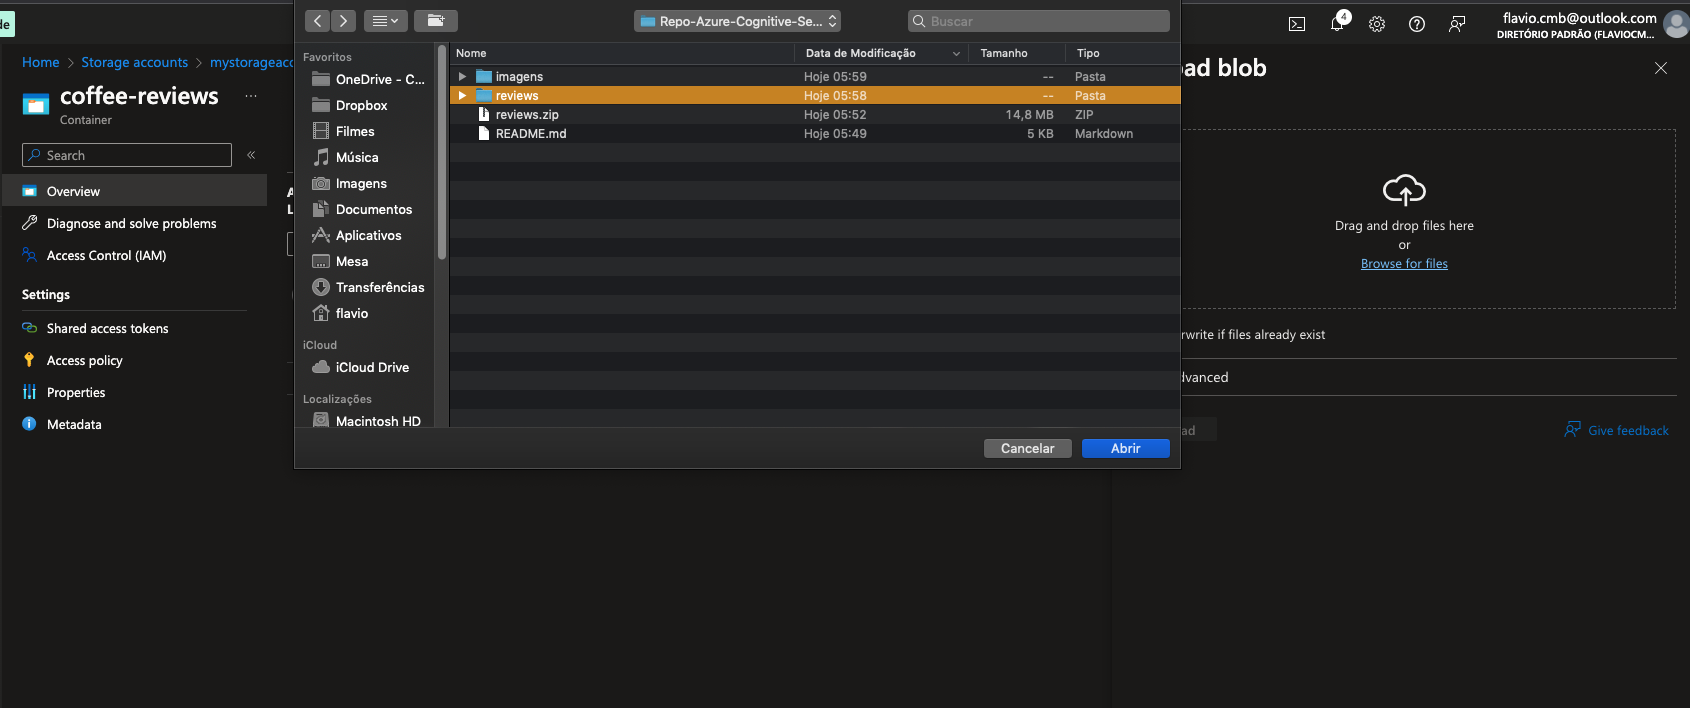 de
Repo-Azure-Cognitive-Se...
Buscar
4
flavio.cmb@outlook.com
DIRETÓRIO PADRÃO (FLAVIOCM...
Home > Storage accounts > mystorageacc
coffee-reviews ...
Container
Search «
Overview
Diagnose and solve problems
Access Control (IAM)
Settings
Shared access tokens
Access policy
Properties
Metadata
Favoritos
OneDrive - C...
Dropbox
Filmes
Música
Imagens
Documentos
Aplicativos
Mesa
Transferências
flavio
iCloud
iCloud Drive
Localizações
Macintosh HD
Nome Data de Modificação Tamanho Tipo
imagens Hoje 05:59 -- Pasta
reviews Hoje 05:58 -- Pasta
reviews.zip Hoje 05:52 14,8 MB ZIP
README.md Hoje 05:49 5 KB Markdown
Cancelar Abrir
ad blob
Drag and drop files here
or
Browse for files
rwrite if files already exist
dvanced
ad
Give feedback